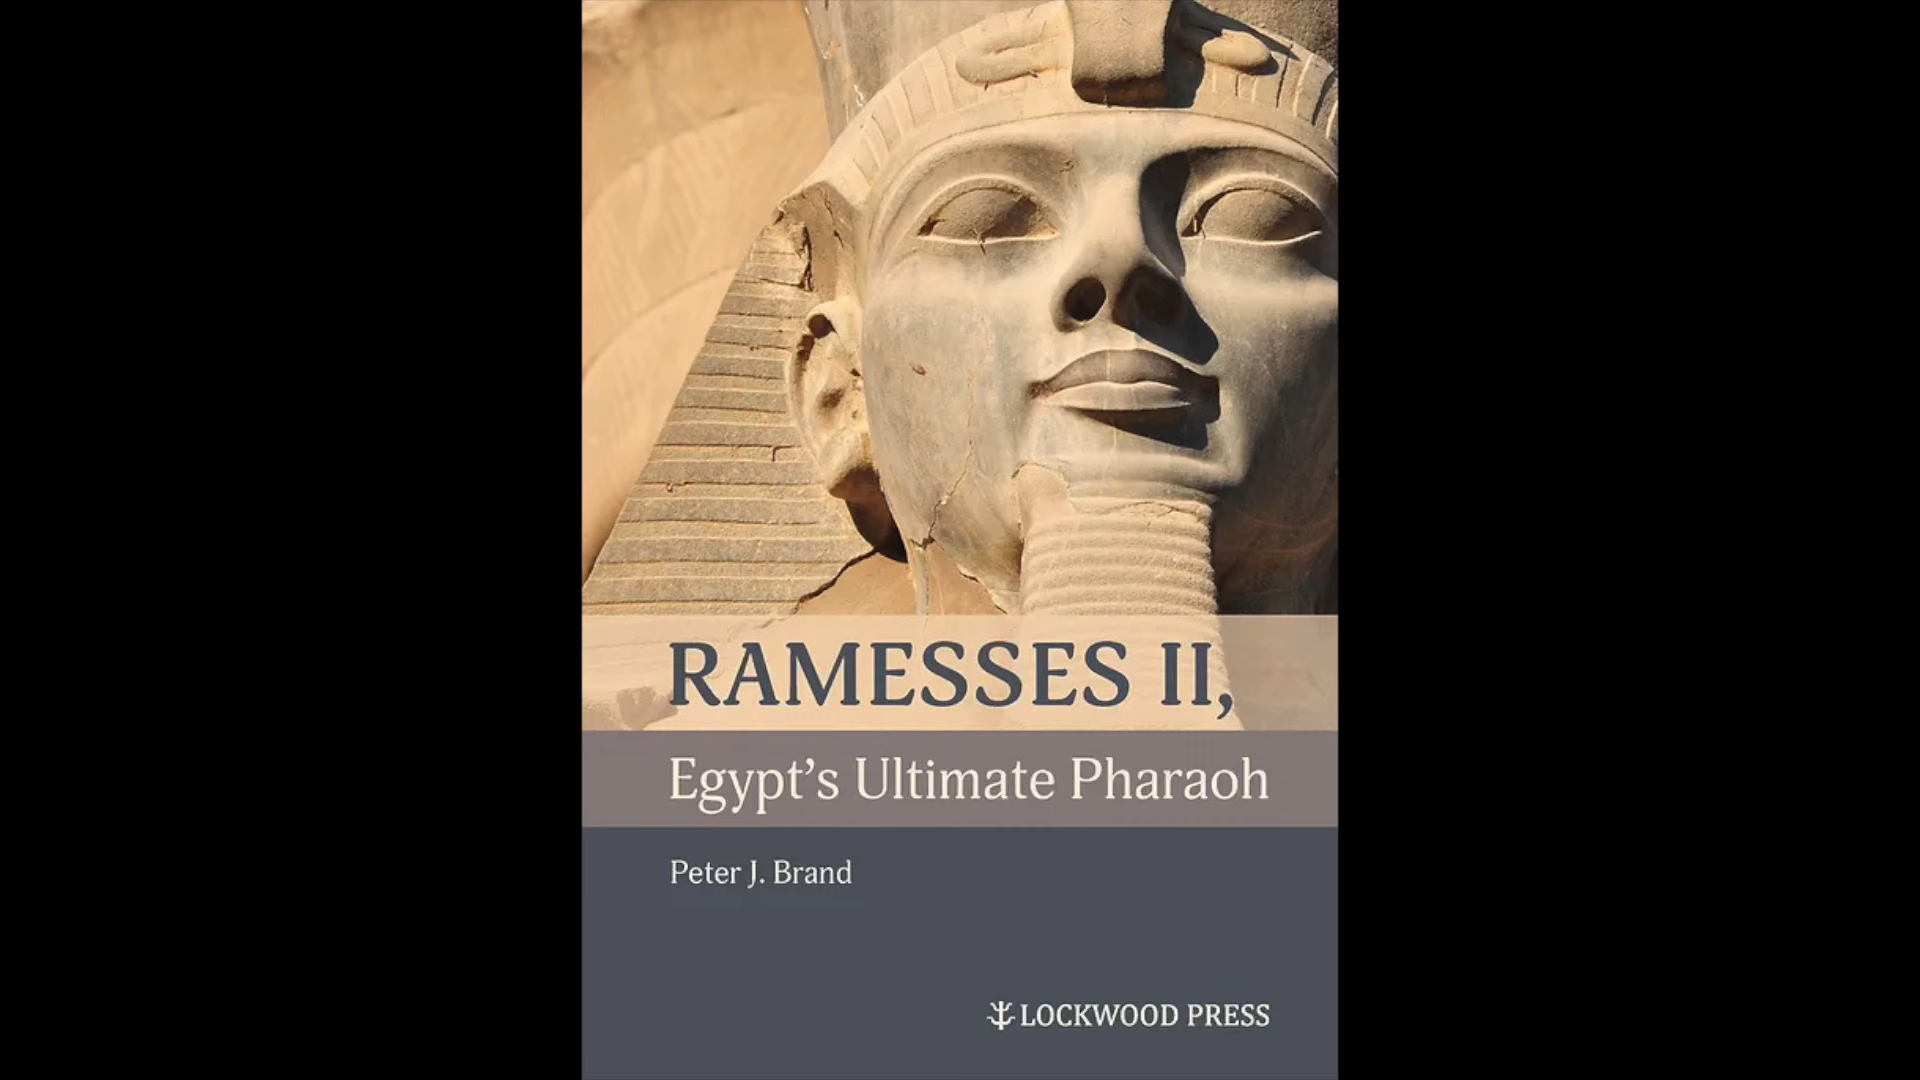 RAMESSES II,
Egypt's Ultimate Pharaoh
Peter J. Brand
LOCKWOOD PRESS